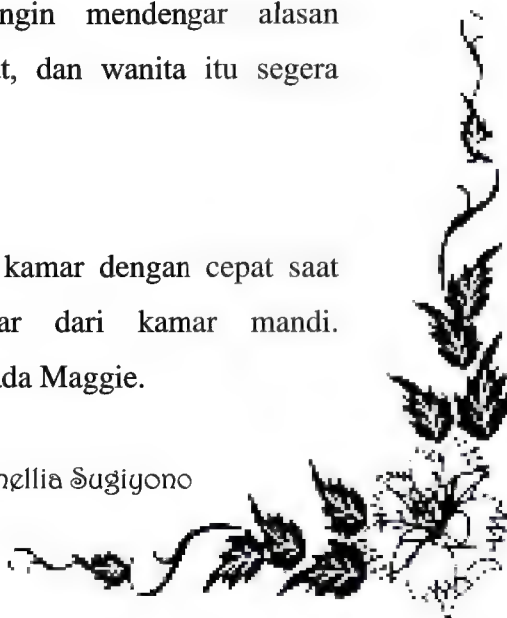 ngin mendengar alasan
t, dan wanita itu segera
kamar dengan cepat saat
ar dari kamar mandi.
da Maggie.
nellia Sugiyono